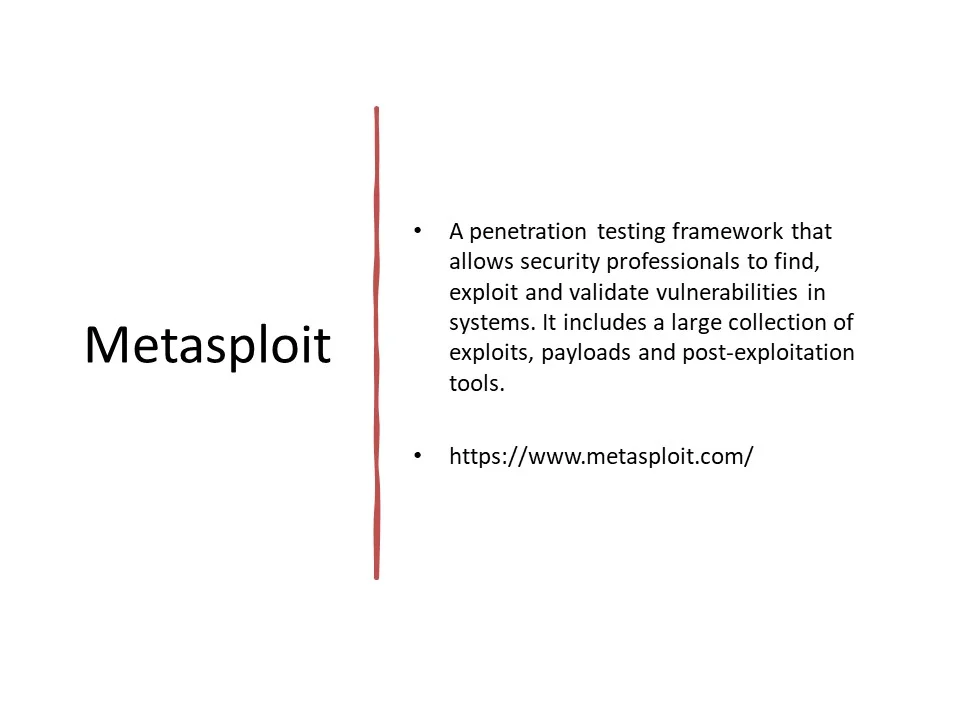 Metasploit
• A penetration testing framework that
allows security professionals to find,
exploit and validate vulnerabilities in
systems. It includes a large collection of
exploits, payloads and post-exploitation
tools.
• https://www.metasploit.com/